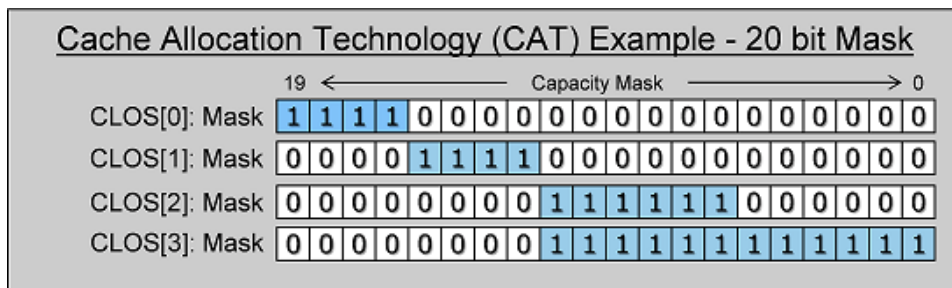 Cache Allocation Technology (CAT) Example - 20 bit Mask
19 Capacity Mask 0
CLOS[0]: Mask 1 1 1 1 0 0 0 0 0 0 0 0 0 0 0 0 0 0 0 0
CLOS[1]: Mask 0 0 0 0 1 1 1 1 0 0 0 0 0 0 0 0 0 0 0 0
CLOS[2]: Mask 0 0 0 0 0 0 0 0 1 1 1 1 1 1 0 0 0 0 0 0
CLOS[3]: Mask 0 0 0 0 0 0 0 0 1 1 1 1 1 1 1 1 1 1 1 1